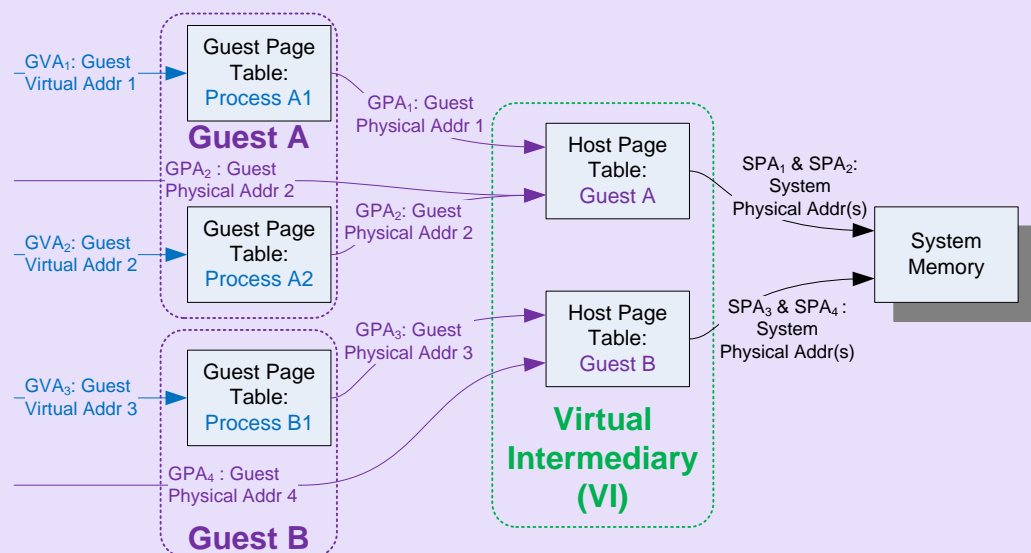 GVA₁: Guest
Virtual Addr 1
Guest Page
Table:
Process A1
Guest A
GPA₁: Guest
Physical Addr 1
GPA₂ : Guest
Physical Addr 2
GVA₂: Guest
Virtual Addr 2
Guest Page
Table:
Process A2
GPA₂: Guest
Physical Addr 2
Host Page
Table:
Guest A
SPA₁ & SPA₂:
System
Physical Addr(s)
System
Memory
GVA₃: Guest
Virtual Addr 3
Guest Page
Table:
Process B1
GPA₃: Guest
Physical Addr 3
Host Page
Table:
Guest B
SPA₃ & SPA₄ :
System
Physical Addr(s)
GPA₄ : Guest
Physical Addr 4
Guest B
Virtual
Intermediary
(VI)